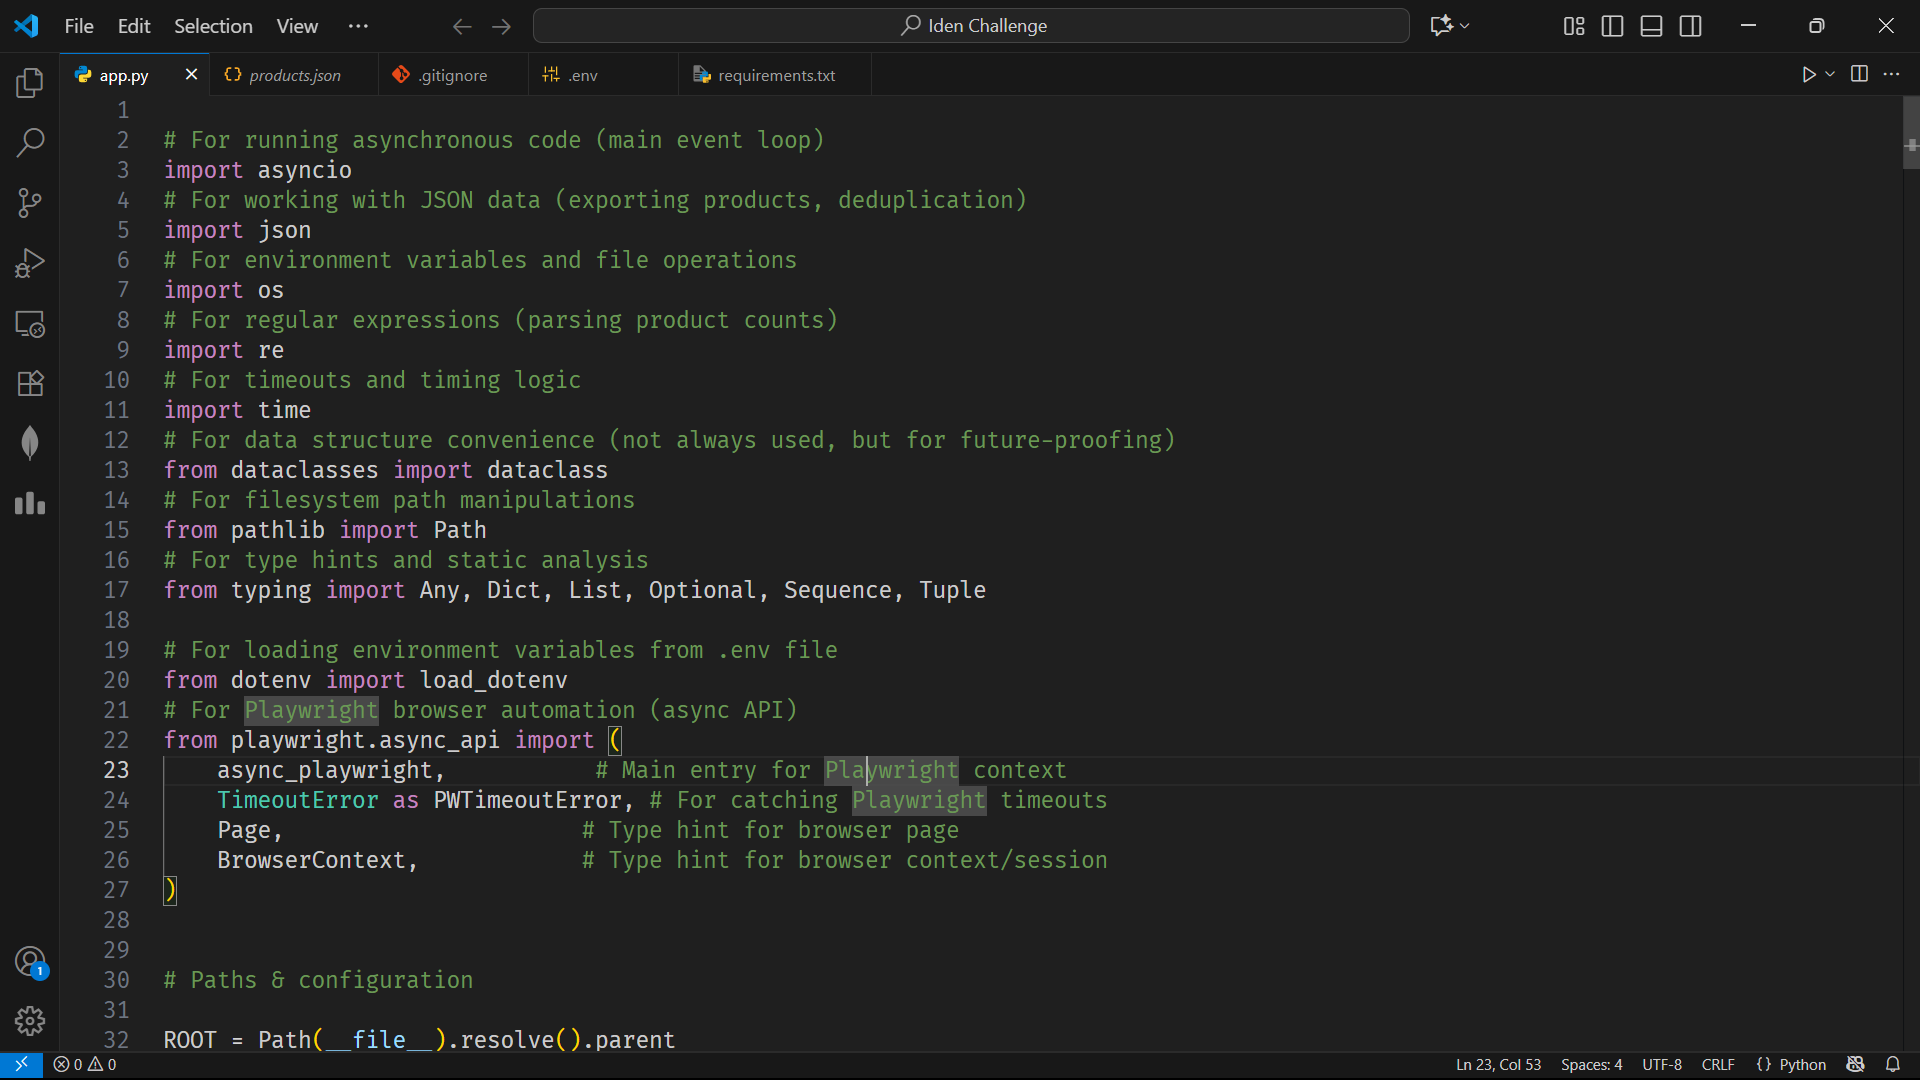 File Edit Selection View Iden Challenge
app.py products.json .gitignore .env requirements.txt
1
2 # For running asynchronous code (main event loop)
3 import asyncio
4 # For working with JSON data (exporting products, deduplication)
5 import json
6 # For environment variables and file operations
7 import os
8 # For regular expressions (parsing product counts)
9 import re
10 # For timeouts and timing logic
11 import time
12 # For data structure convenience (not always used, but for future-proofing)
13 from dataclasses import dataclass
14 # For filesystem path manipulations
15 from pathlib import Path
16 # For type hints and static analysis
17 from typing import Any, Dict, List, Optional, Sequence, Tuple
18
19 # For loading environment variables from .env file
20 from dotenv import load_dotenv
21 # For Playwright browser automation (async API)
22 from playwright.async_api import (
23     async_playwright,           # Main entry for Playwright context
24     TimeoutError as PWTimeoutError, # For catching Playwright timeouts
25     Page,                      # Type hint for browser page
26     BrowserContext,            # Type hint for browser context/session
27 )
28
29
30 # Paths & configuration
31
32 ROOT = Path(__file__).resolve().parent
1
0 0 Ln 23, Col 53 Spaces: 4 UTF-8 CRLF {} Python